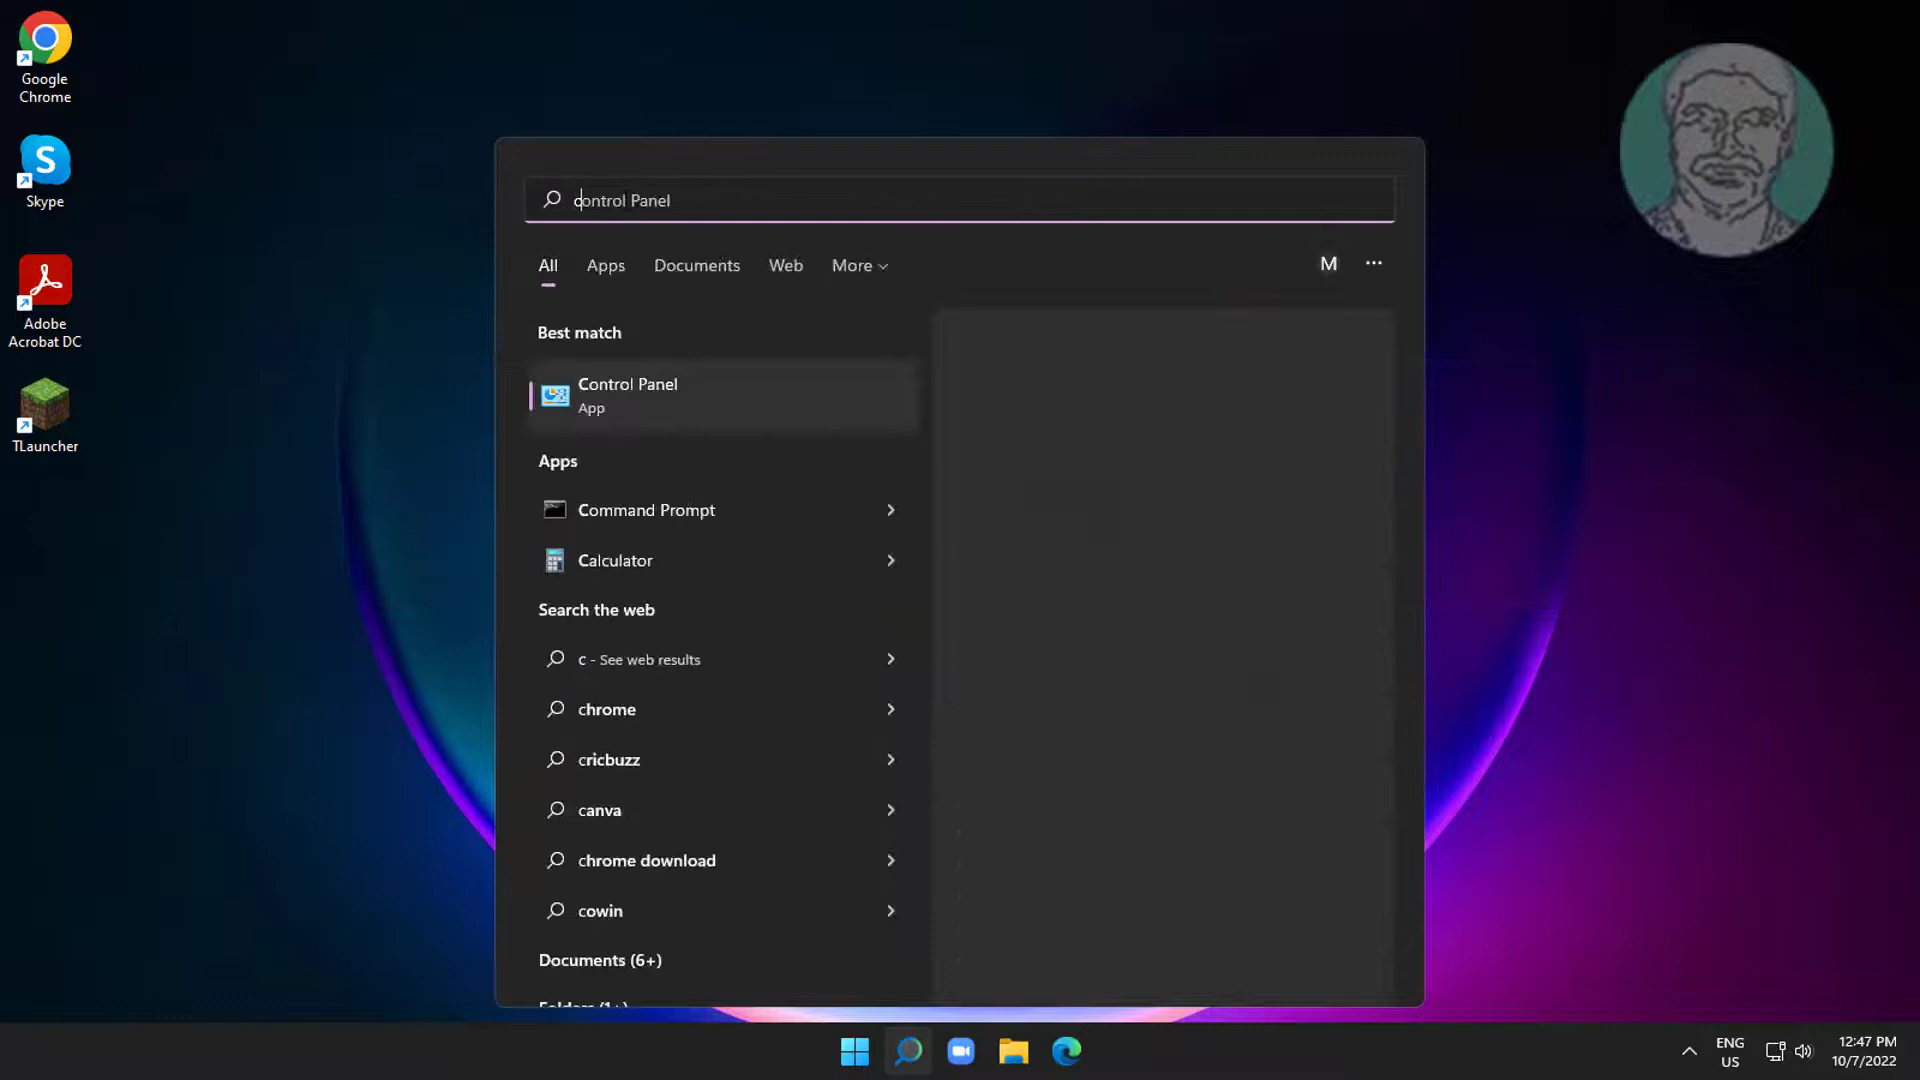 Google
Chrome
Skype
Adobe
Acrobat DC
TLauncher
control Panel
All Apps Documents Web More
M
Best match
Control Panel
App
Apps
Command Prompt
Calculator
Search the web
c - See web results
chrome
cricbuzz
canva
chrome download
cowin
Documents (6+)
Folders (1+)
ENG
US
12:47 PM
10/7/2022